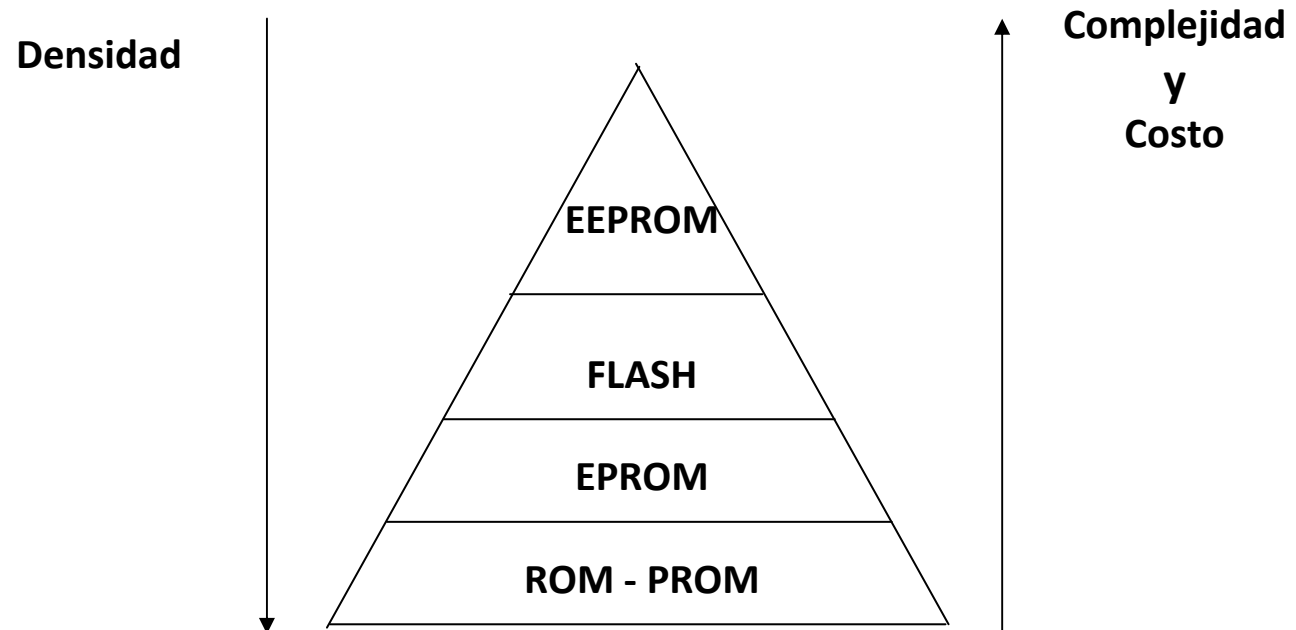 Densidad
Complejidad
y
Costo
EEPROM
FLASH
EPROM
ROM - PROM